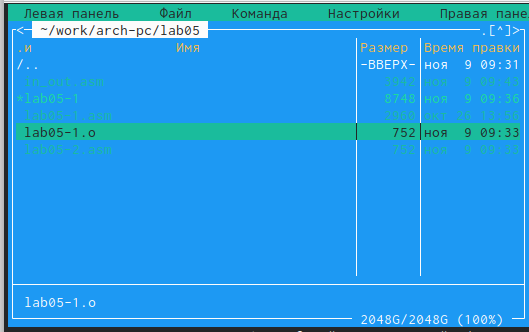 Левая панель Файл Команда Настройки Правая пане
<— ~/work/arch-pc/lab05 .[^]>
.и Имя Размер Время правки
/.. -ВВЕРХ- ноя 9 09:31
in_out.asm 3942 ноя 9 09:43
*lab05-1 8748 ноя 9 09:36
lab05-1.asm 2960 окт 26 13:56
lab05-1.o 752 ноя 9 09:33
lab05-2.asm 752 ноя 9 09:33
lab05-1.o
2048G/2048G (100%)